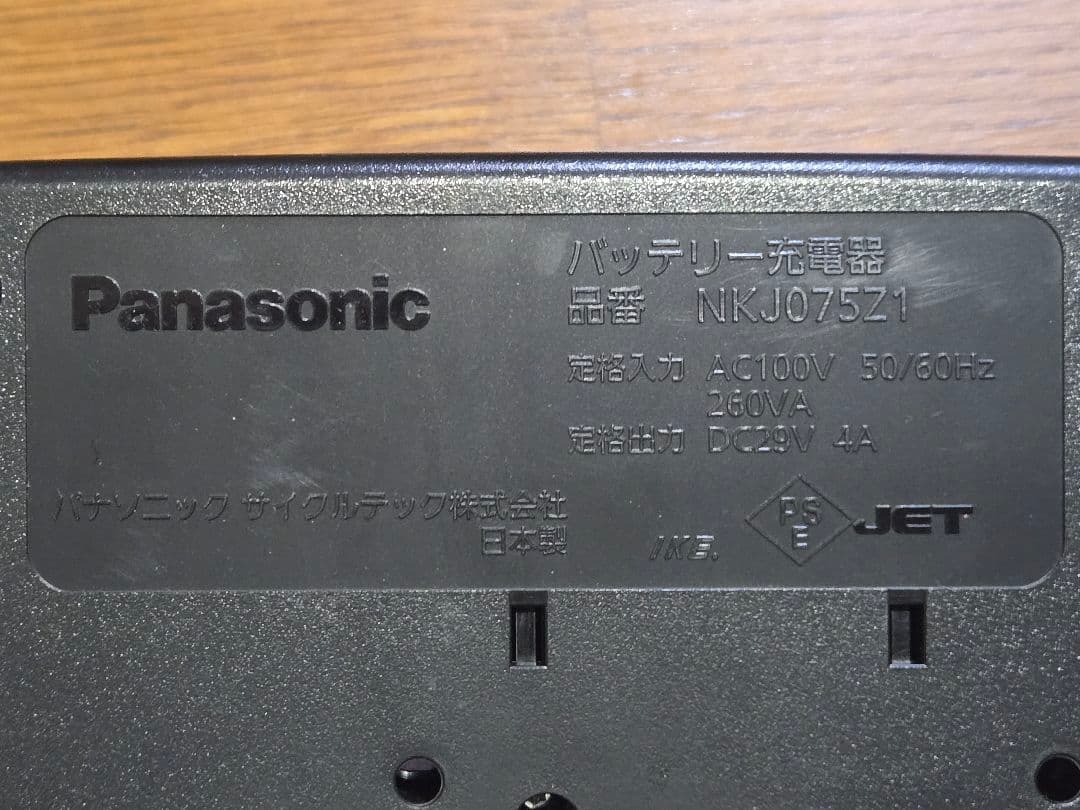 Panasonic
バッテリー充電器
品番 NKJ075Z1
定格入力 AC100V 50/60Hz
260VA
定格出力 DC29V 4A
パナソニック サイクルテック株式会社
日本製
IKE.
PS
E
JET